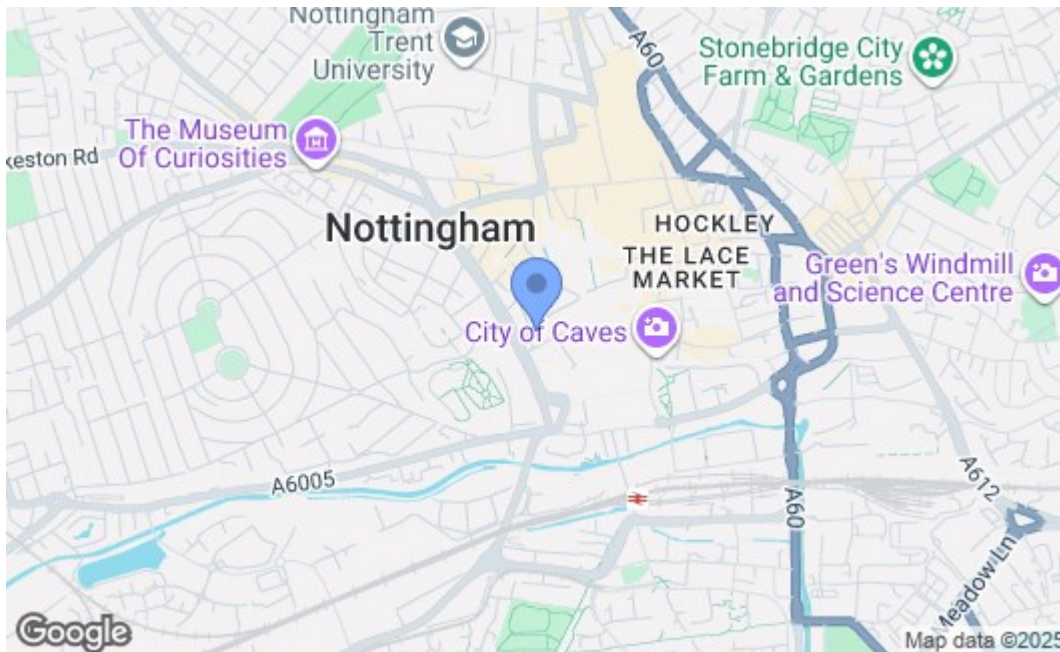 Nottingham
Trent
University
A60
Stonebridge City
Farm & Gardens
The Museum
Of Curiosities
keston Rd
Nottingham
HOCKLEY
THE LACE
MARKET
Green's Windmill
and Science Centre
City of Caves
A6005
A60
A612
Meadow Ln
Google
Map data ©2025